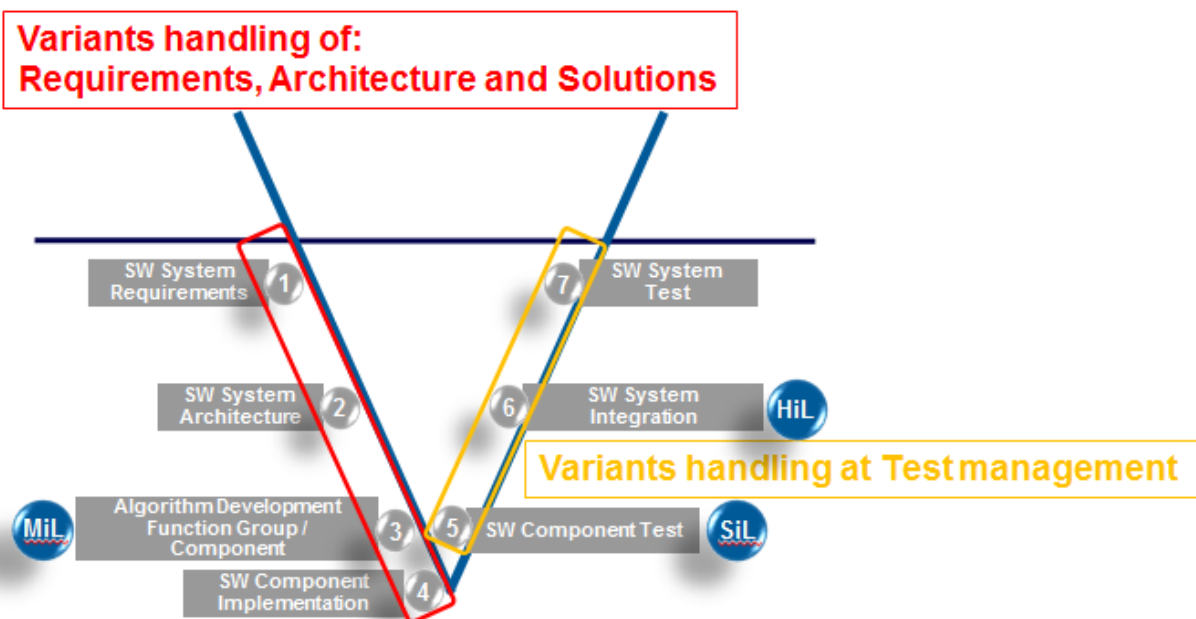 Variants handling of:
Requirements, Architecture and Solutions
SW System
Requirements
1
7
SW System
Test
SW System
Architecture
2
6
SW System
Integration
HiL
Variants handling at Test management
MiL
Algorithm Development
Function Group /
Component
3
5
SW Component Test
SiL
SW Component
Implementation
4